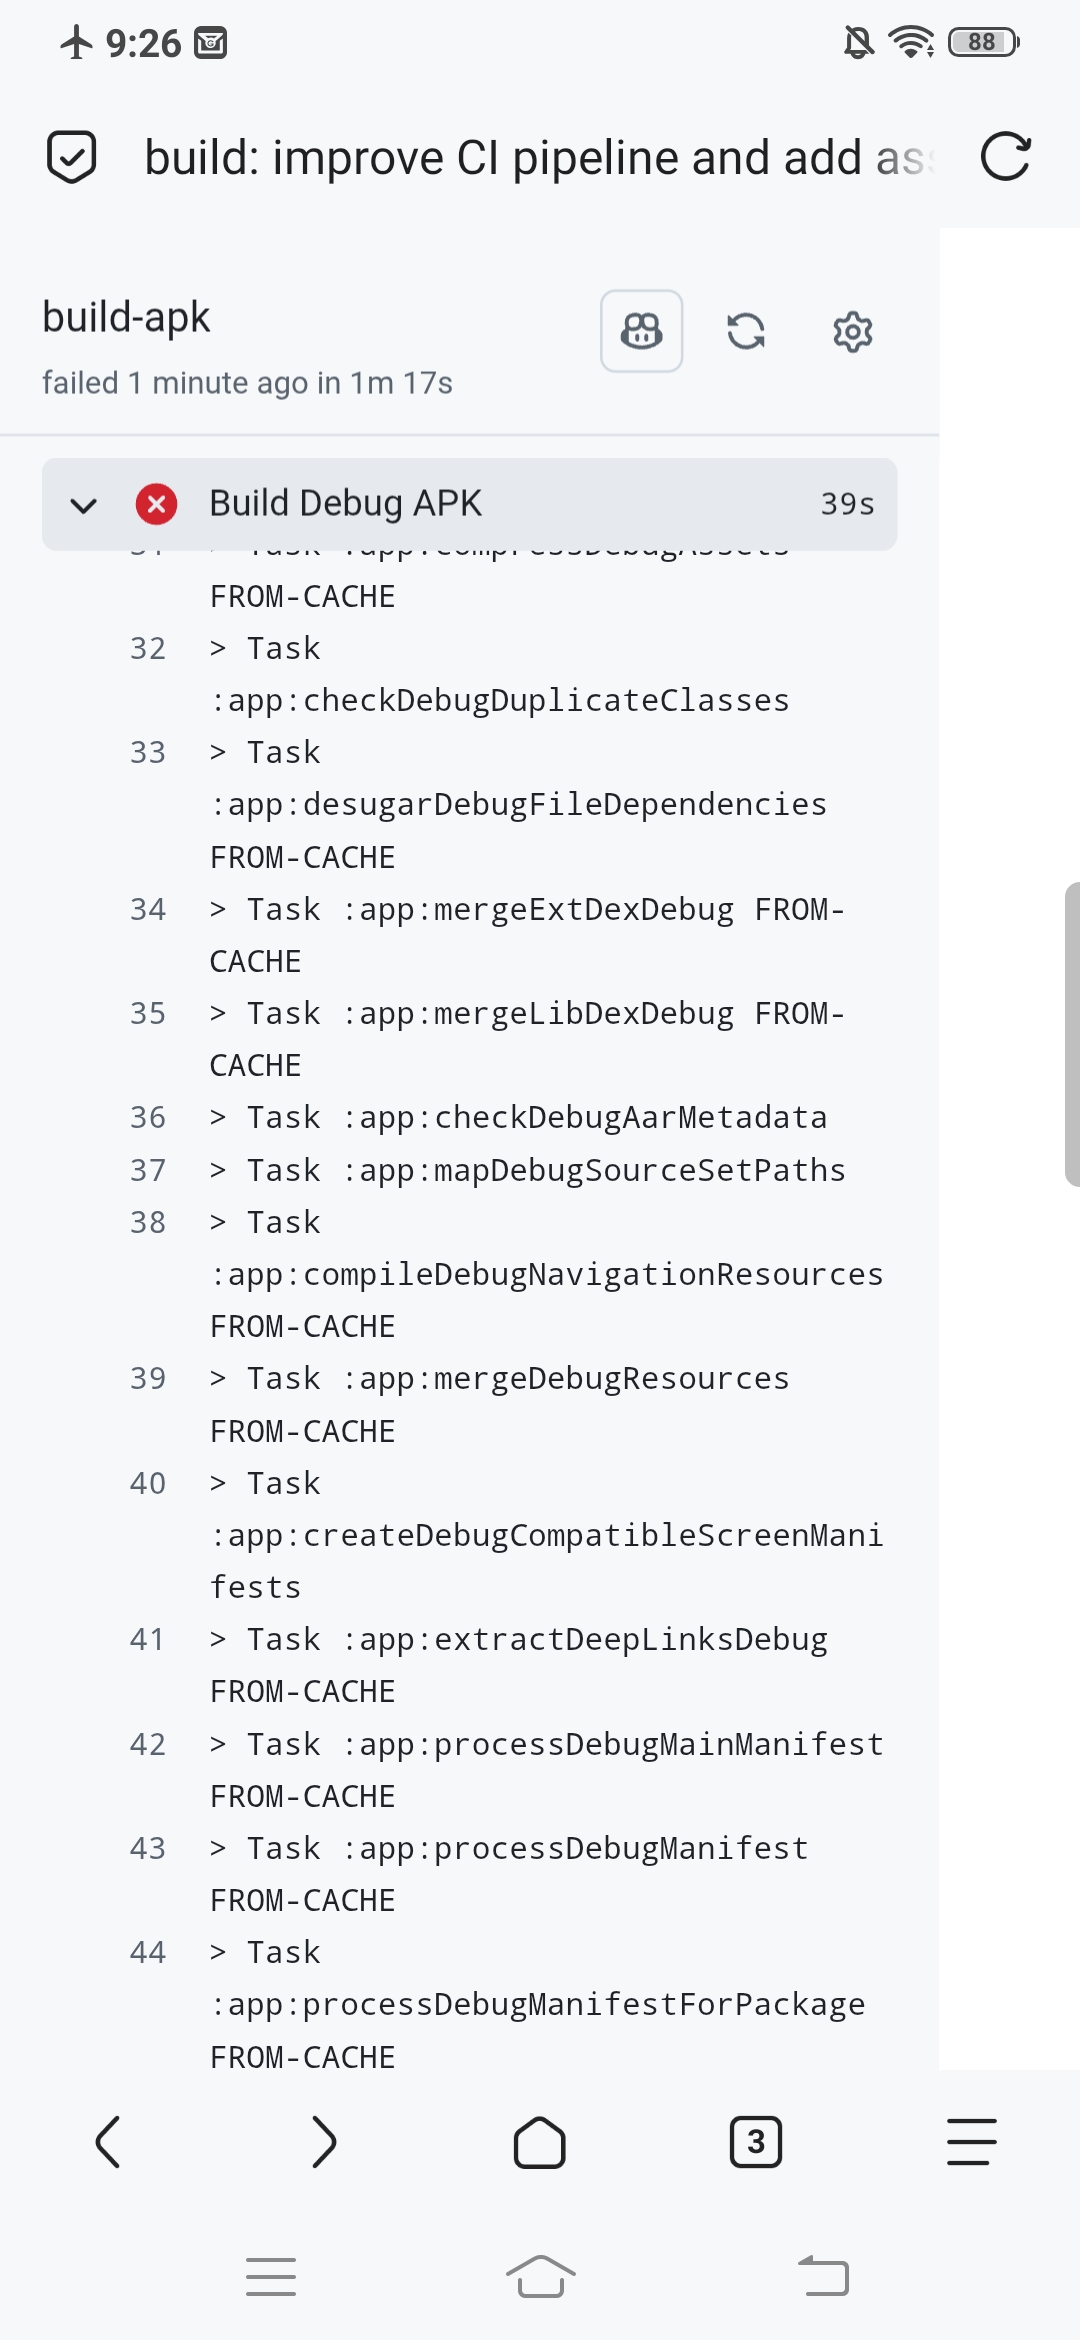 9:26
88
build: improve CI pipeline and add ass
build-apk
failed 1 minute ago in 1m 17s
Build Debug APK 39s
31 > Task :app:compressDebugAssets
FROM-CACHE
32 > Task
:app:checkDebugDuplicateClasses
33 > Task
:app:desugarDebugFileDependencies
FROM-CACHE
34 > Task :app:mergeExtDexDebug FROM-
CACHE
35 > Task :app:mergeLibDexDebug FROM-
CACHE
36 > Task :app:checkDebugAarMetadata
37 > Task :app:mapDebugSourceSetPaths
38 > Task
:app:compileDebugNavigationResources
FROM-CACHE
39 > Task :app:mergeDebugResources
FROM-CACHE
40 > Task
:app:createDebugCompatibleScreenMani
fests
41 > Task :app:extractDeepLinksDebug
FROM-CACHE
42 > Task :app:processDebugMainManifest
FROM-CACHE
43 > Task :app:processDebugManifest
FROM-CACHE
44 > Task
:app:processDebugManifestForPackage
FROM-CACHE
3